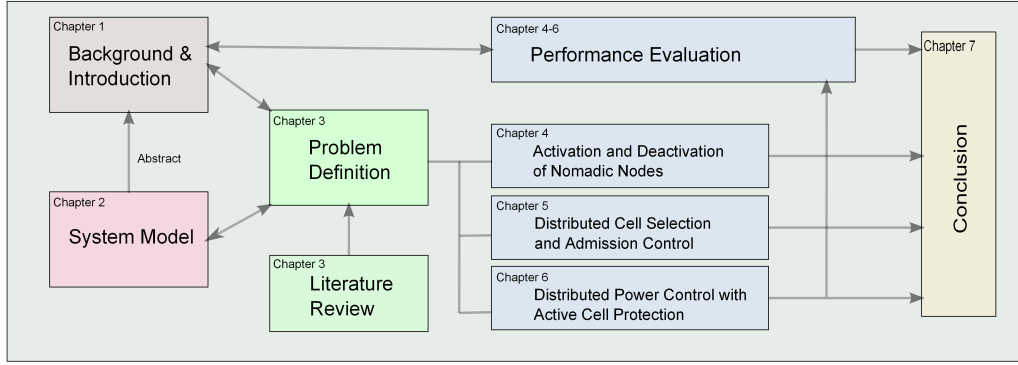 Chapter 1
Background &
Introduction
Abstract
Chapter 2
System Model
Chapter 3
Problem
Definition
Chapter 3
Literature
Review
Chapter 4-6
Performance Evaluation
Chapter 4
Activation and Deactivation
of Nomadic Nodes
Chapter 5
Distributed Cell Selection
and Admission Control
Chapter 6
Distributed Power Control with
Active Cell Protection
Chapter 7
Conclusion